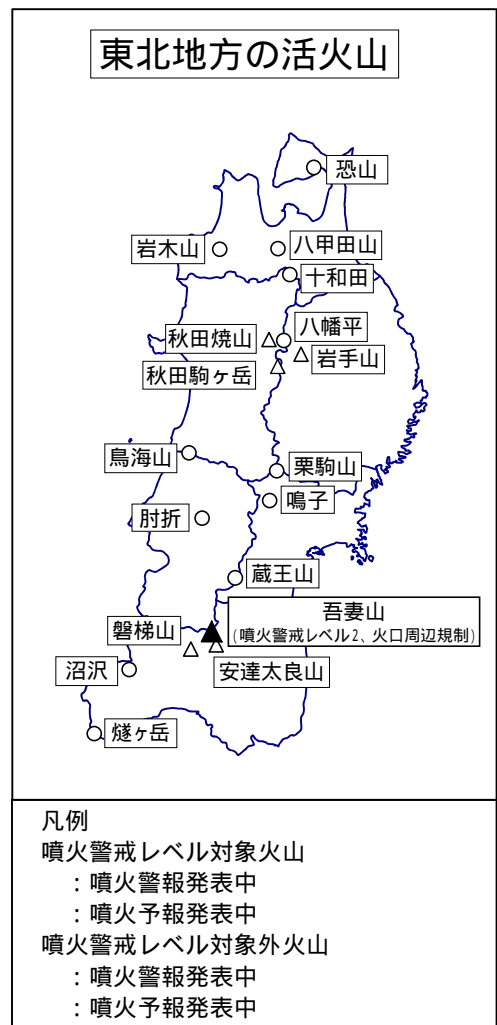 東北地方の活火山
恐山
岩木山
八甲田山
十和田
八幡平
秋田焼山
岩手山
秋田駒ヶ岳
鳥海山
栗駒山
鳴子
肘折
蔵王山
吾妻山
(噴火警戒レベル2、火口周辺規制)
磐梯山
安達太良山
沼沢
燧ヶ岳
凡例
噴火警戒レベル対象火山
:噴火警報発表中
:噴火予報発表中
噴火警戒レベル対象外火山
:噴火警報発表中
:噴火予報発表中